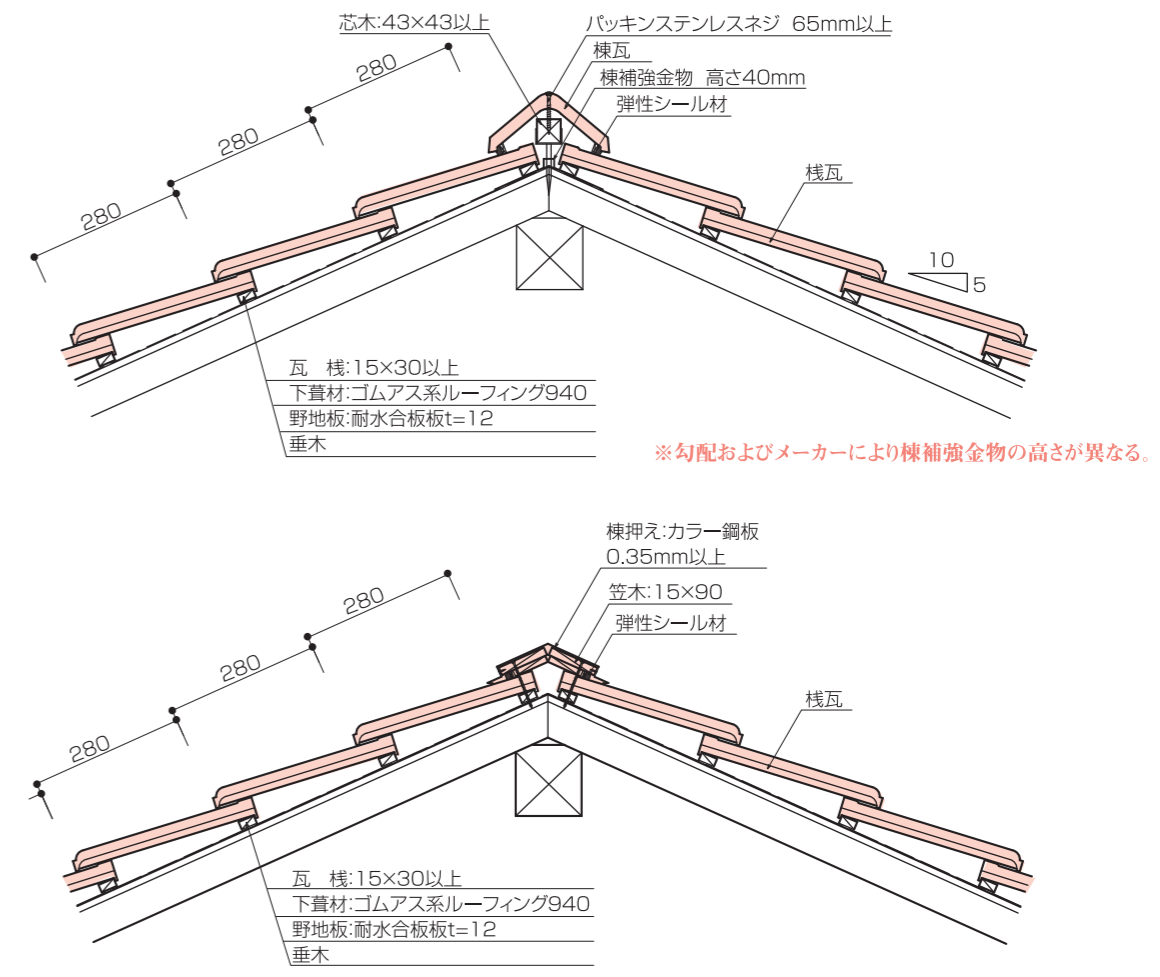 芯木:43×43以上
パッキンステンレスネジ 65mm以上
棟瓦
棟補強金物 高さ40mm
弾性シール材
280
280
280
桟瓦
10
5
瓦 桟:15×30以上
下葺材:ゴムアス系ルーフィング940
野地板:耐水合板板t=12
垂木
※勾配およびメーカーにより棟補強金物の高さが異なる。
棟押え:カラー鋼板
0.35mm以上
笠木:15×90
弾性シール材
280
280
280
桟瓦
瓦 桟:15×30以上
下葺材:ゴムアス系ルーフィング940
野地板:耐水合板板t=12
垂木